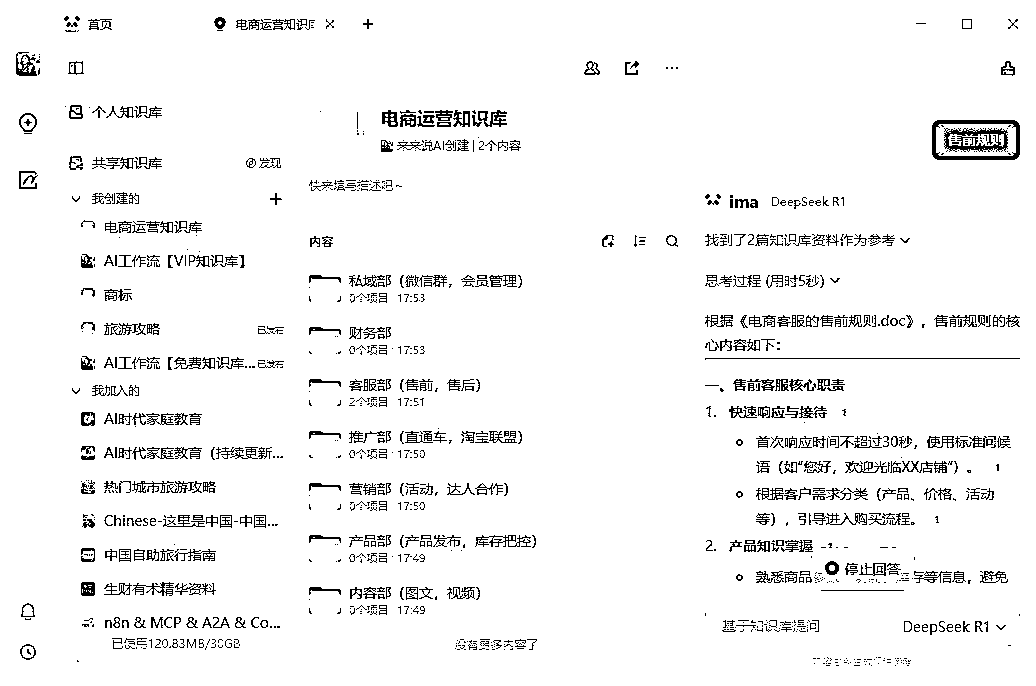 首页
电商运营知识库
个人知识库
共享知识库
发现
我创建的
电商运营知识库
AI工作流【VIP知识库】
商标
旅游攻略
已发布
AI工作流【免费知识库...
已发布
我加入的
AI时代家庭教育
AI时代家庭教育（持续更新...
热门城市旅游攻略
Chinese-这里是中国-中国...
中国自助旅行指南
生财有术精华资料
n8n & MCP & A2A & Co...
已使用120.83MB/30GB
电商运营知识库
来来说AI创建 | 2个内容
快来填写描述吧~
内容
私域部（微信群，会员管理）
0个项目 17:53
财务部
0个项目 17:53
客服部（售前，售后）
2个项目 17:51
推广部（直通车，淘宝联盟）
0个项目 17:50
营销部（活动，达人合作）
0个项目 17:50
产品部（产品发布，库存把控）
0个项目 17:49
内容部（图文，视频）
0个项目 17:49
没有更多内容了
售前规则
ima DeepSeek R1
找到了2篇知识库资料作为参考
思考过程 (用时5秒)
根据《电商客服的售前规则.doc》，售前规则的核
心内容如下：
一、售前客服核心职责
1. 快速响应与接待 1
首次响应时间不超过30秒，使用标准问候
语（如“您好，欢迎光临XX店铺”）。 1
根据客户需求分类（产品、价格、活动
等），引导进入购买流程。 1
2. 产品知识掌握
熟悉商品 存等信息，避免
停止回答
基于知识库提问
DeepSeek R1